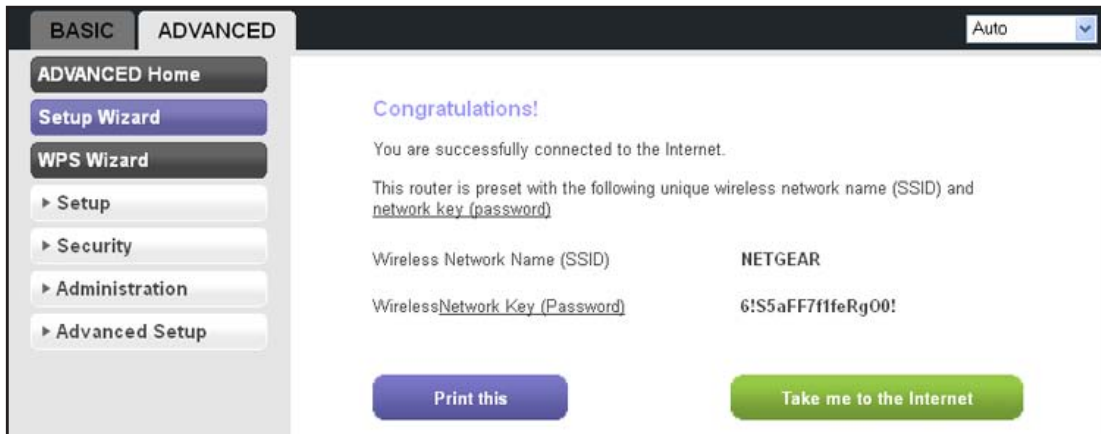 BASIC
ADVANCED
Auto
ADVANCED Home
Setup Wizard
WPS Wizard
Setup
Security
Administration
Advanced Setup
Congratulations!
You are successfully connected to the Internet.
This router is preset with the following unique wireless network name (SSID) and
network key (password)
Wireless Network Name (SSID) NETGEAR
WirelessNetwork Key (Password) 6!S5aFF7f1feRgO0!
Print this
Take me to the Internet